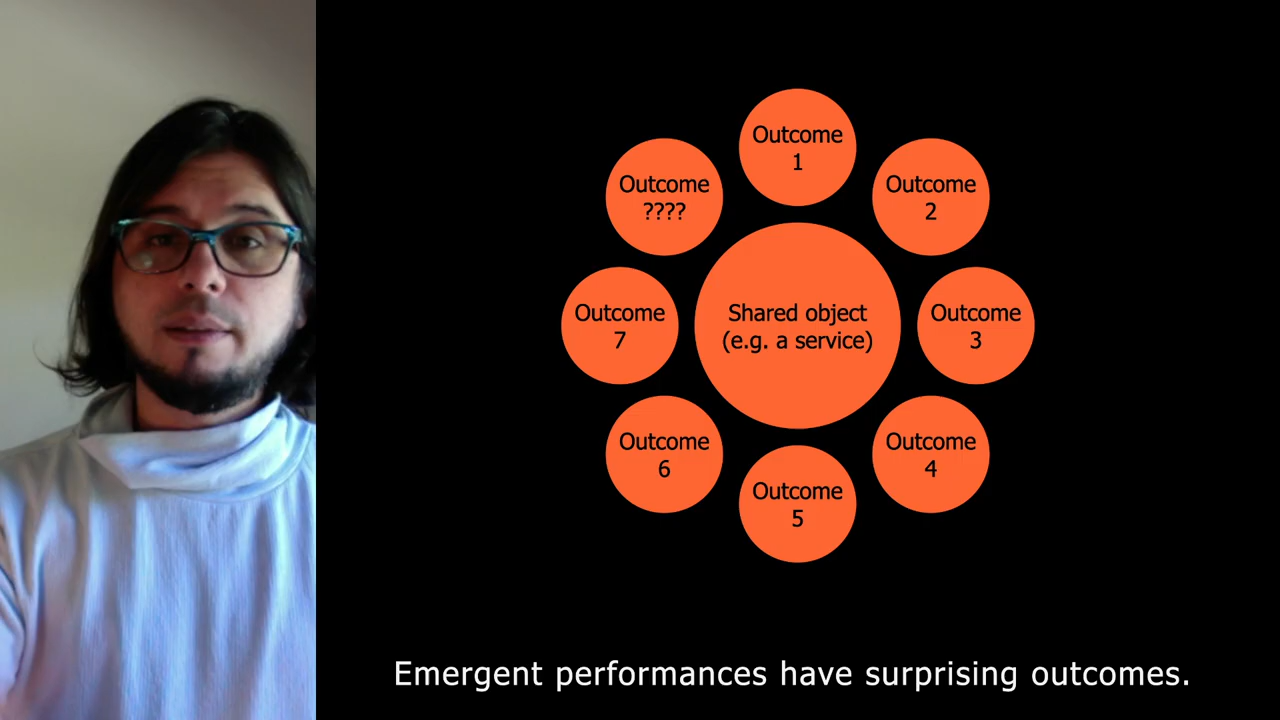 Outcome
1
Outcome
2
Outcome
3
Outcome
4
Outcome
5
Outcome
6
Outcome
7
Outcome
????
Shared object
(e.g. a service)
Emergent performances have surprising outcomes.